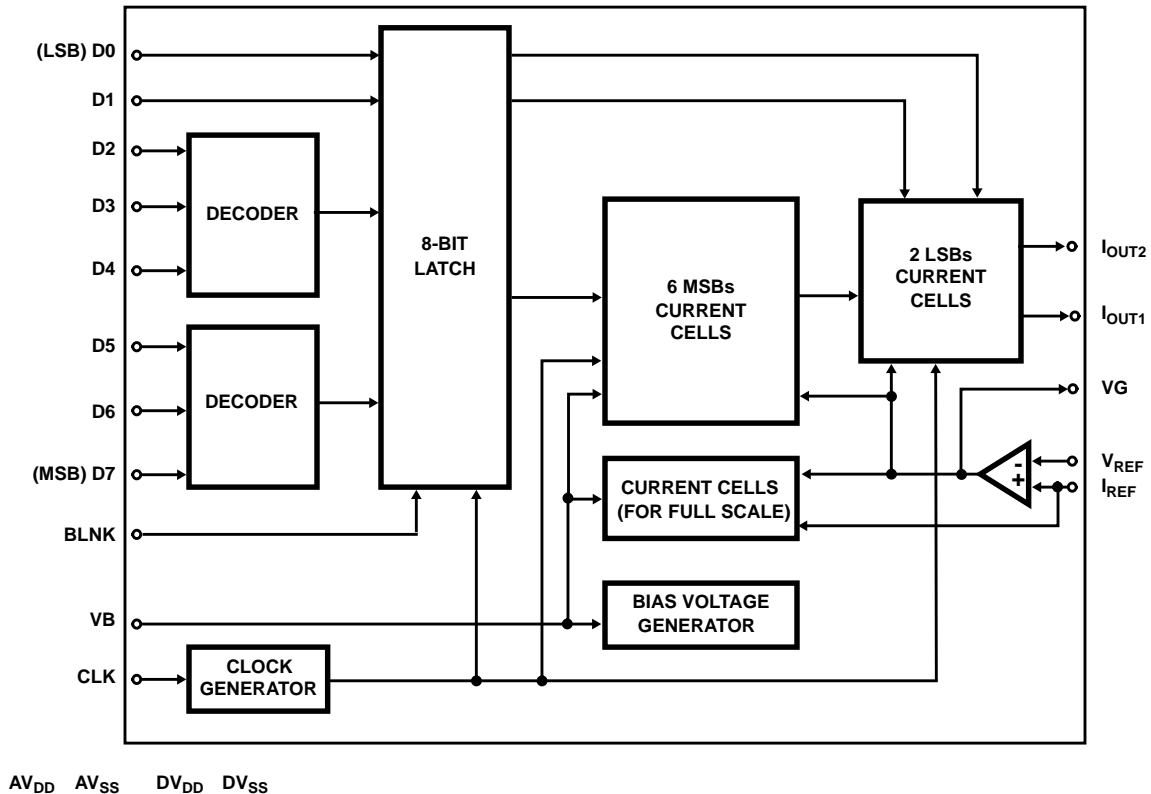 (LSB) D0
D1
D2
D3
D4
D5
D6
(MSB) D7
BLNK
VB
CLK
DECODER
DECODER
CLOCK
GENERATOR
8-BIT
LATCH
6 MSBs
CURRENT
CELLS
CURRENT CELLS
(FOR FULL SCALE)
BIAS VOLTAGE
GENERATOR
2 LSBs
CURRENT
CELLS
-
+
IOUT2
IOUT1
VG
VREF
IREF
AVDD AVSS DVDD DVSS